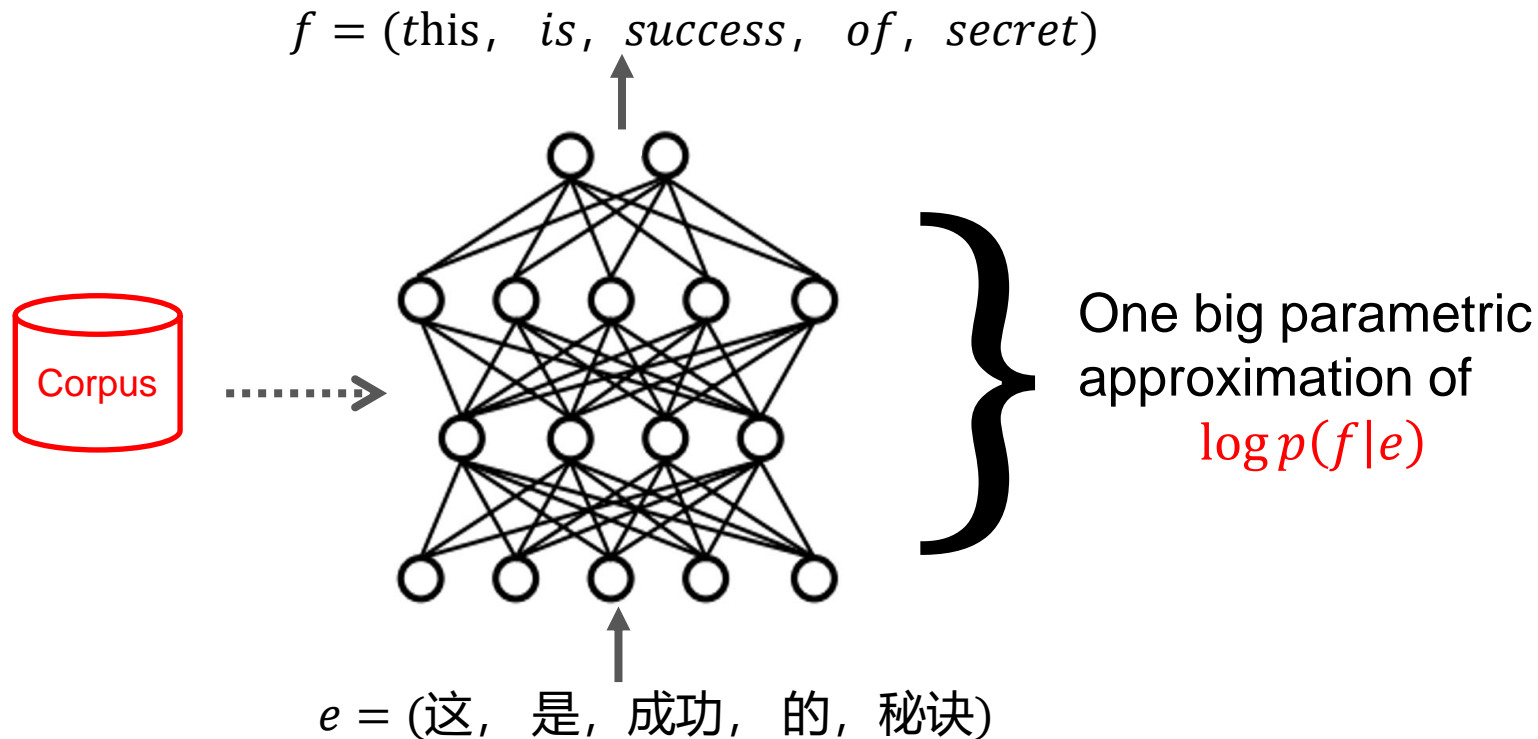 f = (this, is, success, of, secret)
Corpus
One big parametric
approximation of
log p(f|e)
e = (这, 是, 成功, 的, 秘诀)